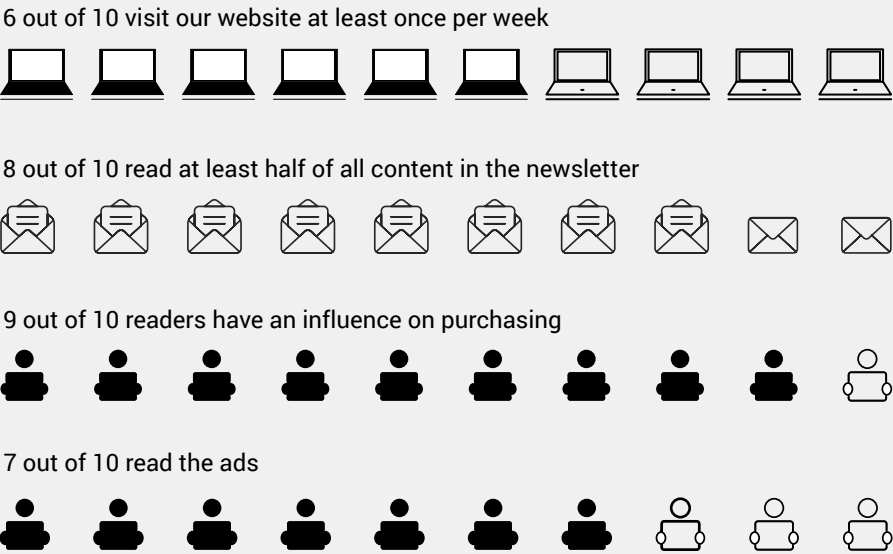 6 out of 10 visit our website at least once per week
8 out of 10 read at least half of all content in the newsletter
9 out of 10 readers have an influence on purchasing
7 out of 10 read the ads